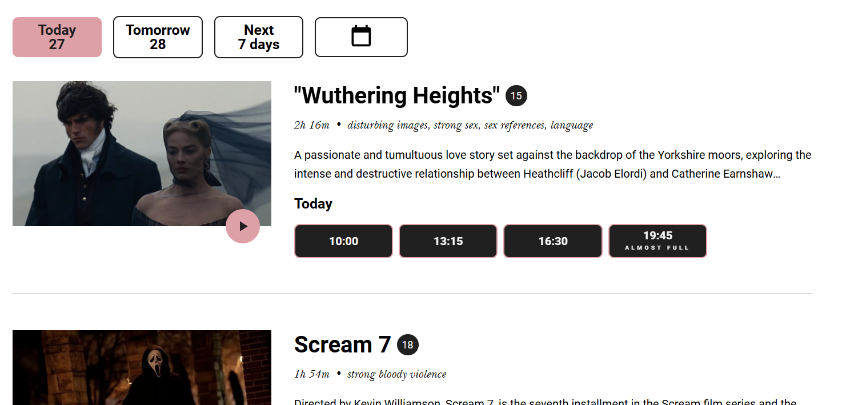 Today
27
Tomorrow
28
Next
7 days
"Wuthering Heights" 15
2h 16m • disturbing images, strong sex, sex references, language
A passionate and tumultuous love story set against the backdrop of the Yorkshire moors, exploring the
intense and destructive relationship between Heathcliff (Jacob Elordi) and Catherine Earnshaw...
Today
10:00 13:15 16:30 19:45
ALMOST FULL
Scream 7 18
1h 54m • strong bloody violence
Directed by Kevin Williamson, Scream 7, is the seventh installment in the Scream film series and the